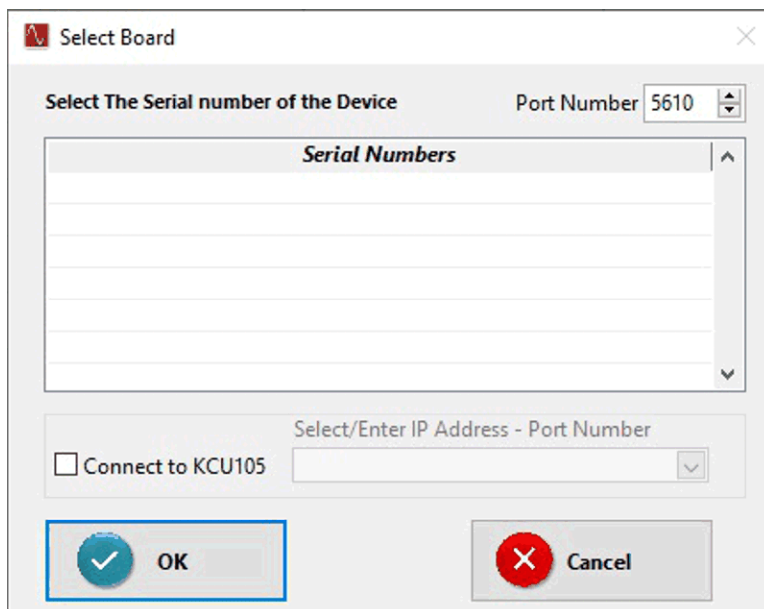 Select Board
Select The Serial number of the Device Port Number 5610
Serial Numbers
Select/Enter IP Address - Port Number
Connect to KCU105
OK Cancel